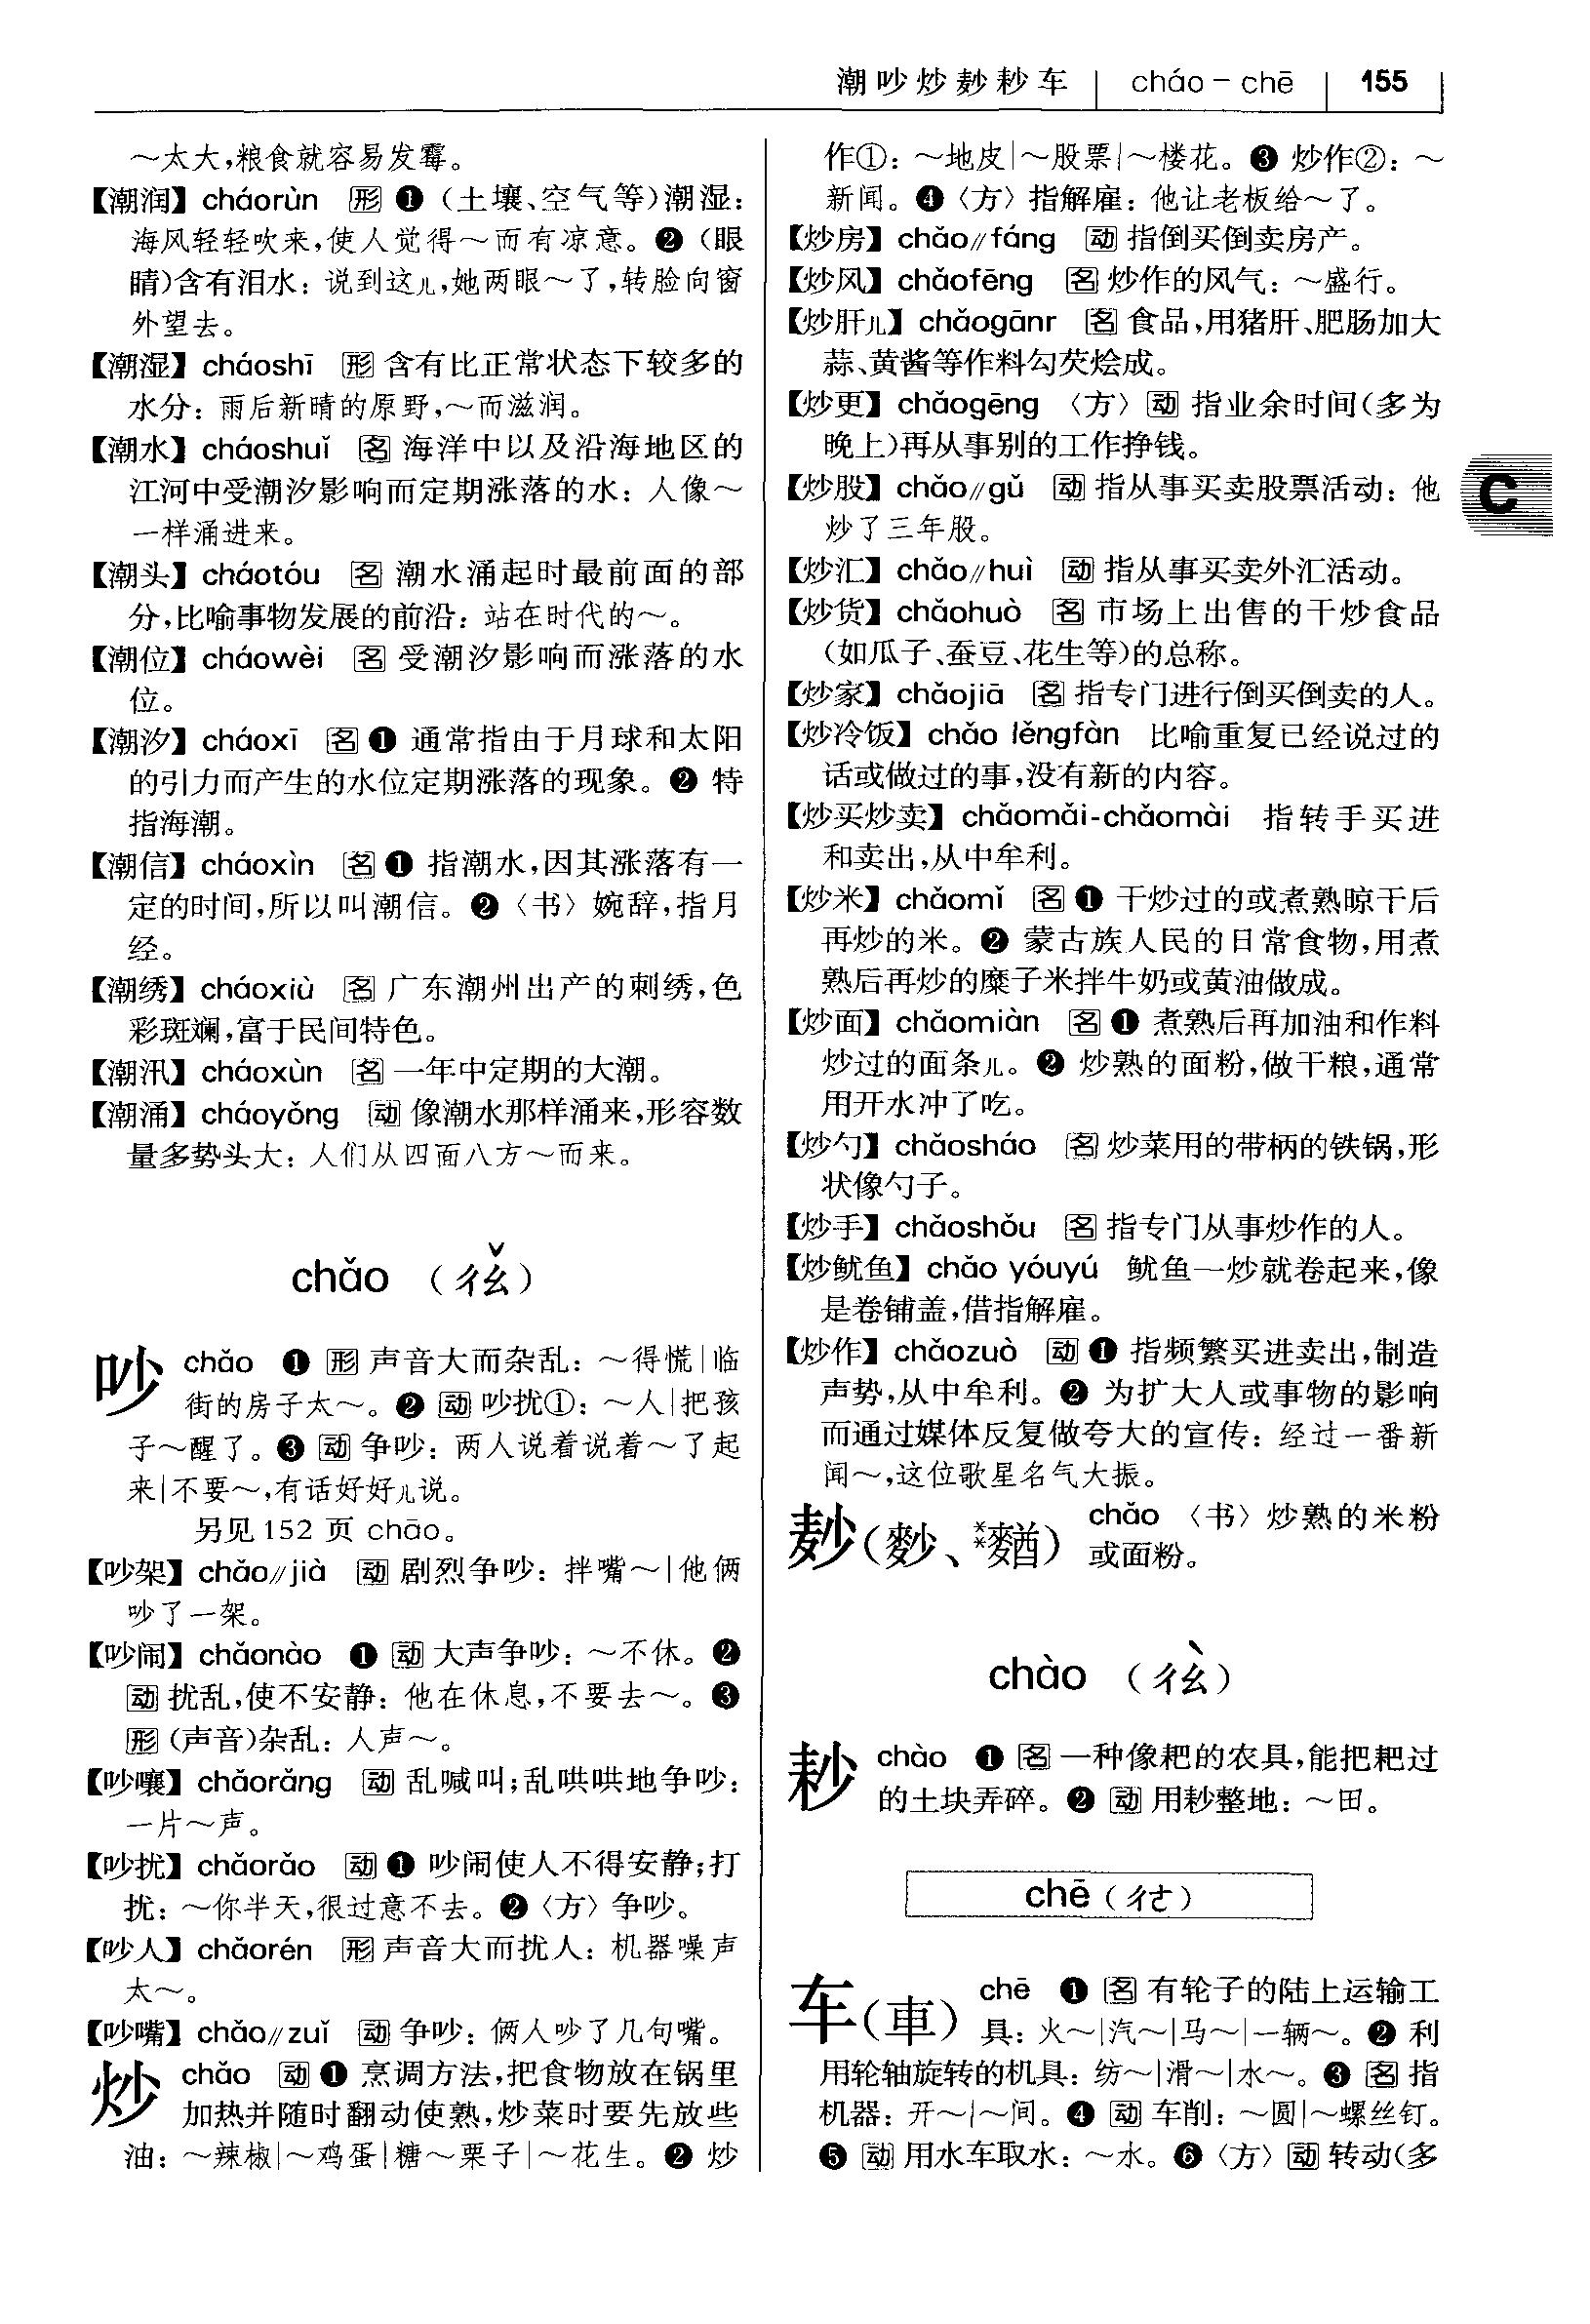 潮吵炒麨耖车 | cháo－chē | 155
～太大,粮食就容易发霉。
【潮润】cháorùn 形 ❶（土壤、空气等)潮湿：
海风轻轻吹来,使人觉得～而有凉意。❷（眼
睛)含有泪水：说到这儿,她两眼～了,转脸向窗
外望去。
【潮湿】cháoshī 形 含有比正常状态下较多的
水分：雨后新晴的原野,～而滋润。
【潮水】cháoshuǐ 名 海洋中以及沿海地区的
江河中受潮汐影响而定期涨落的水：人像～
一样涌进来。
【潮头】cháotóu 名 潮水涌起时最前面的部
分,比喻事物发展的前沿：站在时代的～。
【潮位】cháowèi 名 受潮汐影响而涨落的水
位。
【潮汐】cháoxī 名 ❶ 通常指由于月球和太阳
的引力而产生的水位定期涨落的现象。❷ 特
指海潮。
【潮信】cháoxìn 名 ❶ 指潮水,因其涨落有一
定的时间,所以叫潮信。❷〈书〉婉辞,指月
经。
【潮绣】cháoxiù 名 广东潮州出产的刺绣,色
彩斑斓,富于民间特色。
【潮汛】cháoxùn 名 一年中定期的大潮。
【潮涌】cháoyǒng 动 像潮水那样涌来,形容数
量多势头大：人们从四面八方～而来。
chǎo （ㄔㄠˇ）
吵 chǎo ❶ 形 声音大而杂乱：～得慌|临
街的房子太～。❷ 动 吵扰①：～人|把孩
子～醒了。❸ 动 争吵：两人说着说着～了起
来|不要～,有话好好儿说。
另见 152 页 chāo。
【吵架】chǎo//jià 动 剧烈争吵：拌嘴～|他俩
吵了一架。
【吵闹】chǎonào ❶ 动 大声争吵：～不休。❷
动 扰乱,使不安静：他在休息,不要去～。❸
形 (声音)杂乱：人声～。
【吵嚷】chǎorǎng 动 乱喊叫;乱哄哄地争吵：
一片～声。
【吵扰】chǎorǎo 动 ❶ 吵闹使人不得安静;打
扰：～你半天,很过意不去。❷〈方〉争吵。
【吵人】chǎorén 形 声音大而扰人：机器噪声
太～。
【吵嘴】chǎo//zuǐ 动 争吵：俩人吵了几句嘴。
炒 chǎo 动 ❶ 烹调方法,把食物放在锅里
加热并随时翻动使熟,炒菜时要先放些
油：～辣椒|～鸡蛋|糖～栗子|～花生。❷ 炒
作①：～地皮|～股票|～楼花。❸ 炒作②：～
新闻。❹〈方〉指解雇：他让老板给～了。
【炒房】chǎo//fáng 动 指倒买倒卖房产。
【炒风】chǎofēng 名 炒作的风气：～盛行。
【炒肝儿】chǎogānr 名 食品,用猪肝、肥肠加大
蒜、黄酱等作料勾芡烩成。
【炒更】chǎogēng 〈方〉动 指业余时间(多为
晚上)再从事别的工作挣钱。
【炒股】chǎo//gǔ 动 指从事买卖股票活动：他
炒了三年股。
【炒汇】chǎo//huì 动 指从事买卖外汇活动。
【炒货】chǎohuò 名 市场上出售的干炒食品
（如瓜子、蚕豆、花生等)的总称。
【炒家】chǎojiā 名 指专门进行倒买倒卖的人。
【炒冷饭】chǎo lěngfàn 比喻重复已经说过的
话或做过的事,没有新的内容。
【炒买炒卖】chǎomǎi-chǎomài 指转手买进
和卖出,从中牟利。
【炒米】chǎomǐ 名 ❶ 干炒过的或煮熟晾干后
再炒的米。❷ 蒙古族人民的日常食物,用煮
熟后再炒的糜子米拌牛奶或黄油做成。
【炒面】chǎomiàn 名 ❶ 煮熟后再加油和作料
炒过的面条儿。❷ 炒熟的面粉,做干粮,通常
用开水冲了吃。
【炒勺】chǎosháo 名 炒菜用的带柄的铁锅,形
状像勺子。
【炒手】chǎoshǒu 名 指专门从事炒作的人。
【炒鱿鱼】chǎo yóuyú 鱿鱼一炒就卷起来,像
是卷铺盖,借指解雇。
【炒作】chǎozuò 动 ❶ 指频繁买进卖出,制造
声势,从中牟利。❷ 为扩大人或事物的影响
而通过媒体反复做夸大的宣传：经过一番新
闻～,这位歌星名气大振。
麨(麨、**䴬) chǎo 〈书〉炒熟的米粉
或面粉。
chào （ㄔㄠˋ）
耖 chào ❶ 名 一种像耙的农具,能把耙过
的土块弄碎。❷ 动 用耖整地：～田。
chē（ㄔㄜ）
车(車) chē ❶ 名 有轮子的陆上运输工
具：火～|汽～|马～|一辆～。❷ 利
用轮轴旋转的机具：纺～|滑～|水～。❸ 名 指
机器：开～|～间。❹ 动 车削：～圆|～螺丝钉。
❺ 动 用水车取水：～水。❻〈方〉动 转动(多
C